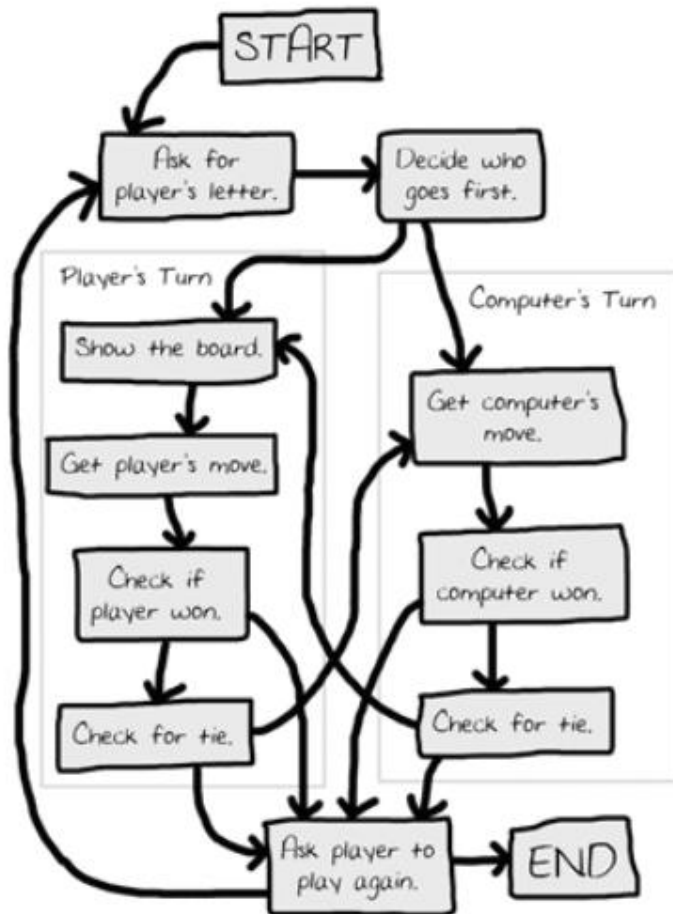 START
Ask for
player's letter.
Decide who
goes first.
Player's Turn
Show the board.
Get player's move.
Check if
player won.
Check for tie.
Computer's Turn
Get computer's
move.
Check if
computer won.
Check for tie.
Ask player to
play again.
END